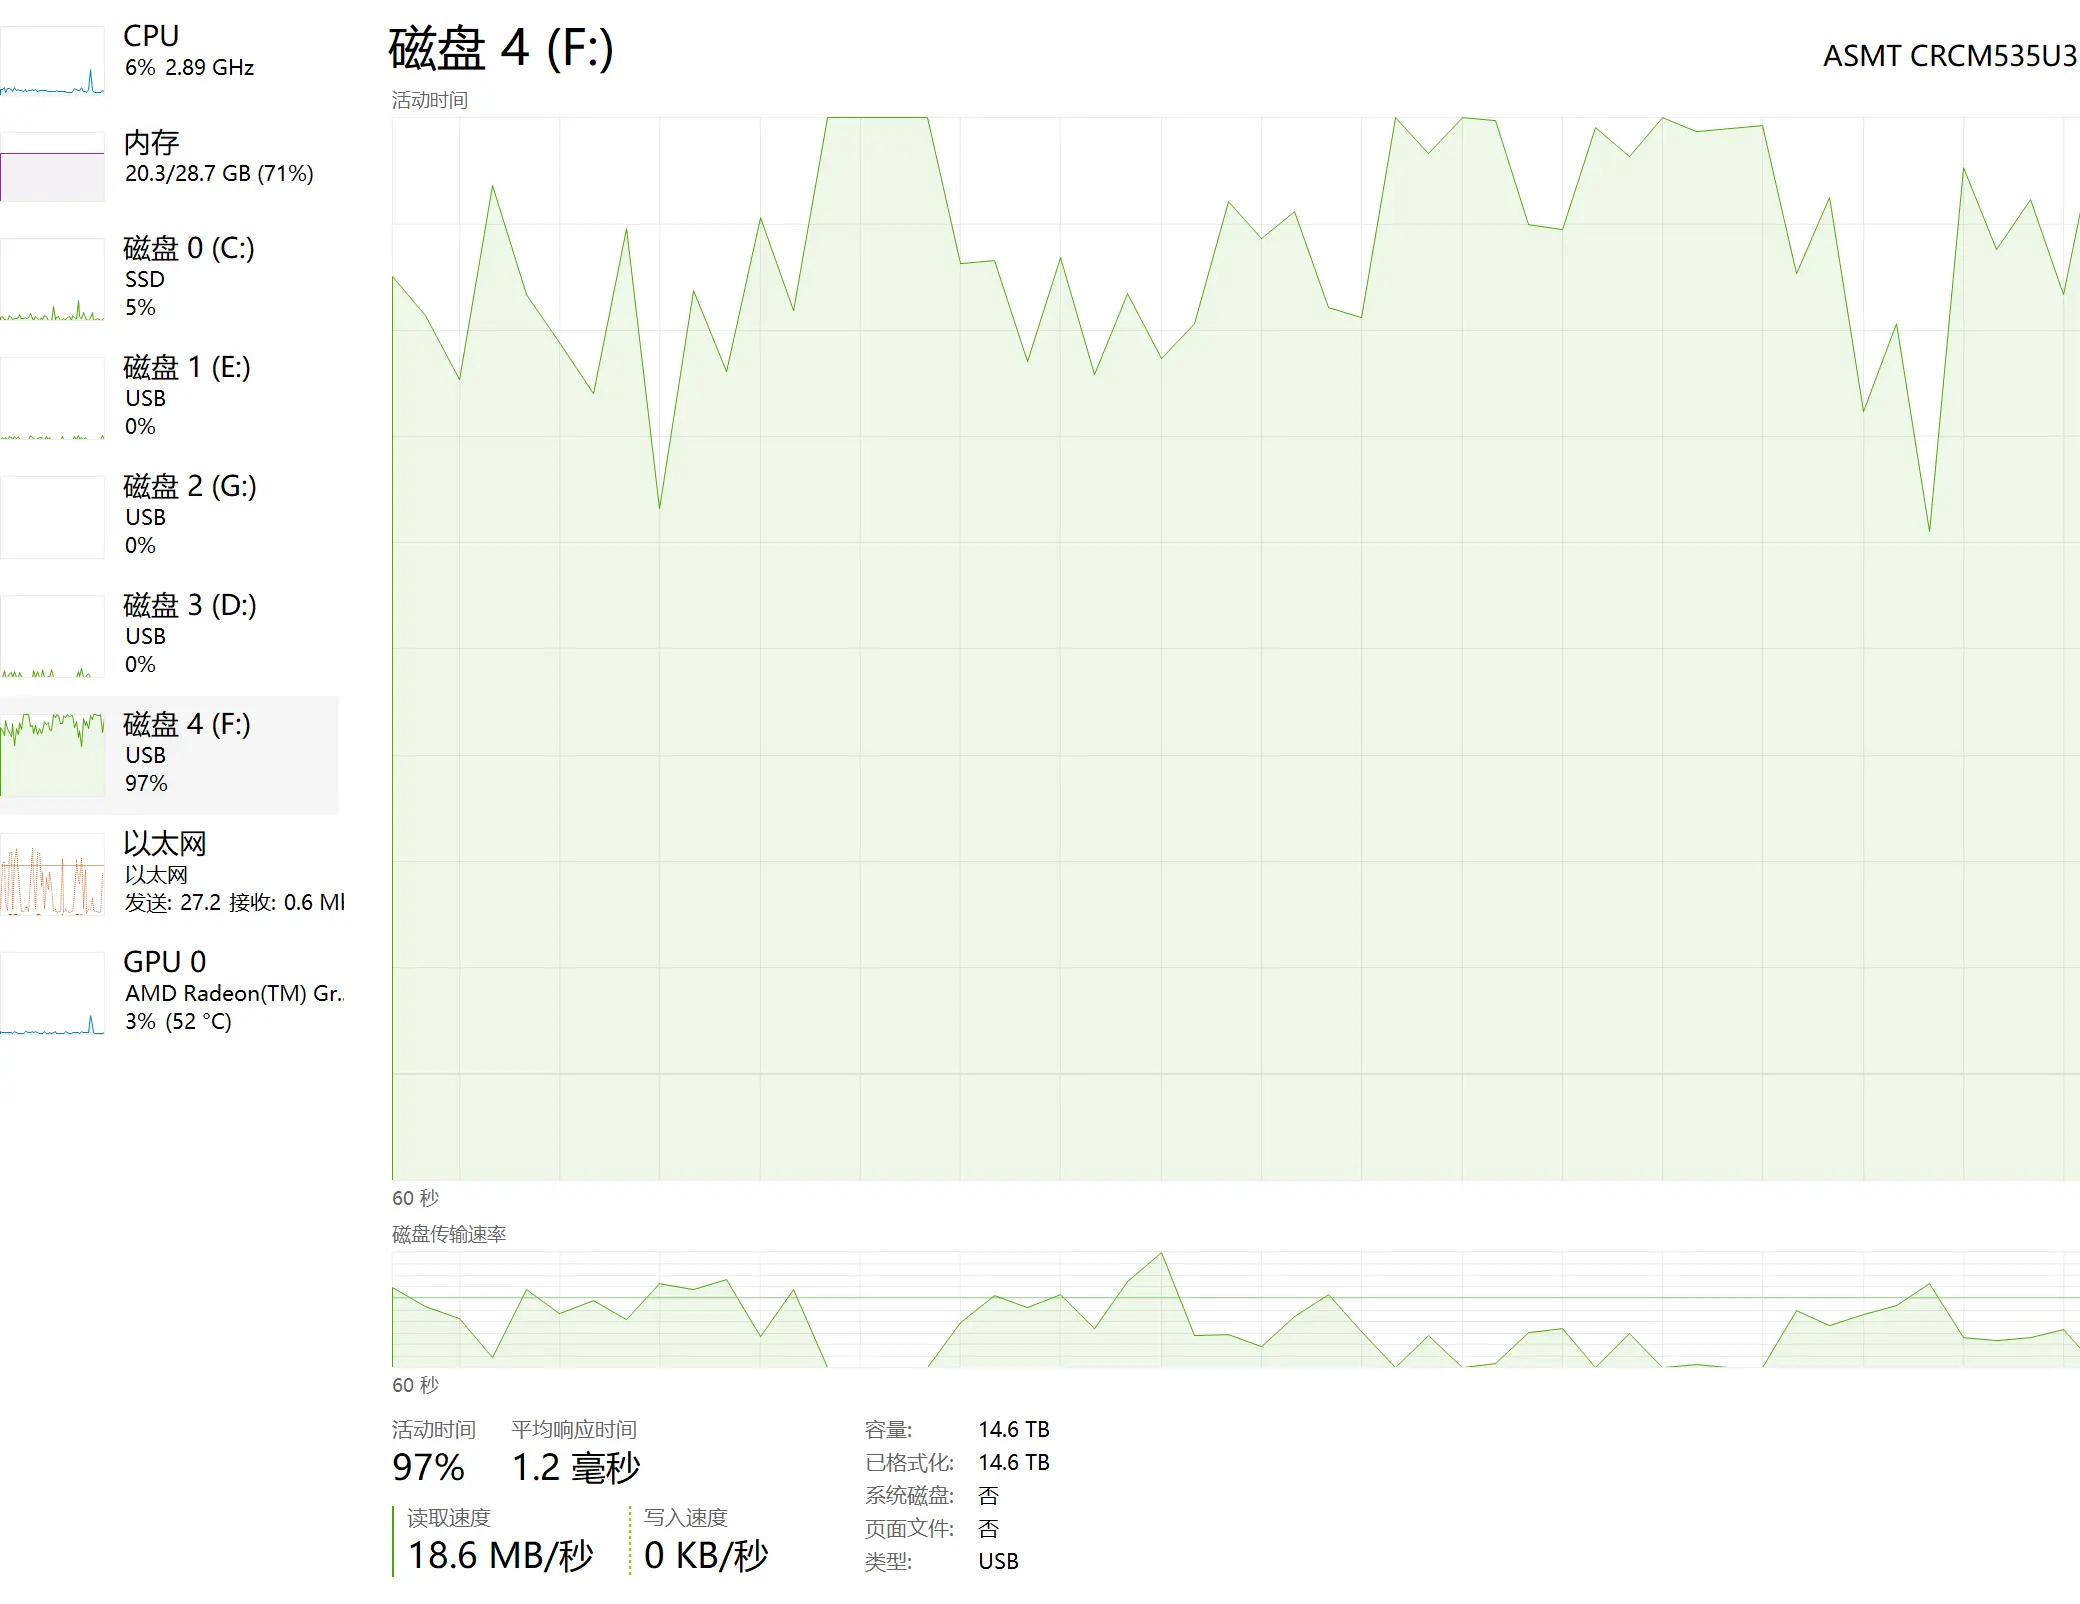 CPU
6% 2.89 GHz
内存
20.3/28.7 GB (71%)
磁盘 0 (C:)
SSD
5%
磁盘 1 (E:)
USB
0%
磁盘 2 (G:)
USB
0%
磁盘 3 (D:)
USB
0%
磁盘 4 (F:)
USB
97%
以太网
以太网
发送: 27.2 接收: 0.6 M
GPU 0
AMD Radeon(TM) Gr..
3% (52 °C)
磁盘 4 (F:)
ASMT CRCM535U3
活动时间
60 秒
磁盘传输速率
60 秒
活动时间 平均响应时间
97% 1.2 毫秒
读取速度 写入速度
18.6 MB/秒 0 KB/秒
容量: 14.6 TB
已格式化: 14.6 TB
系统磁盘: 否
页面文件: 否
类型: USB